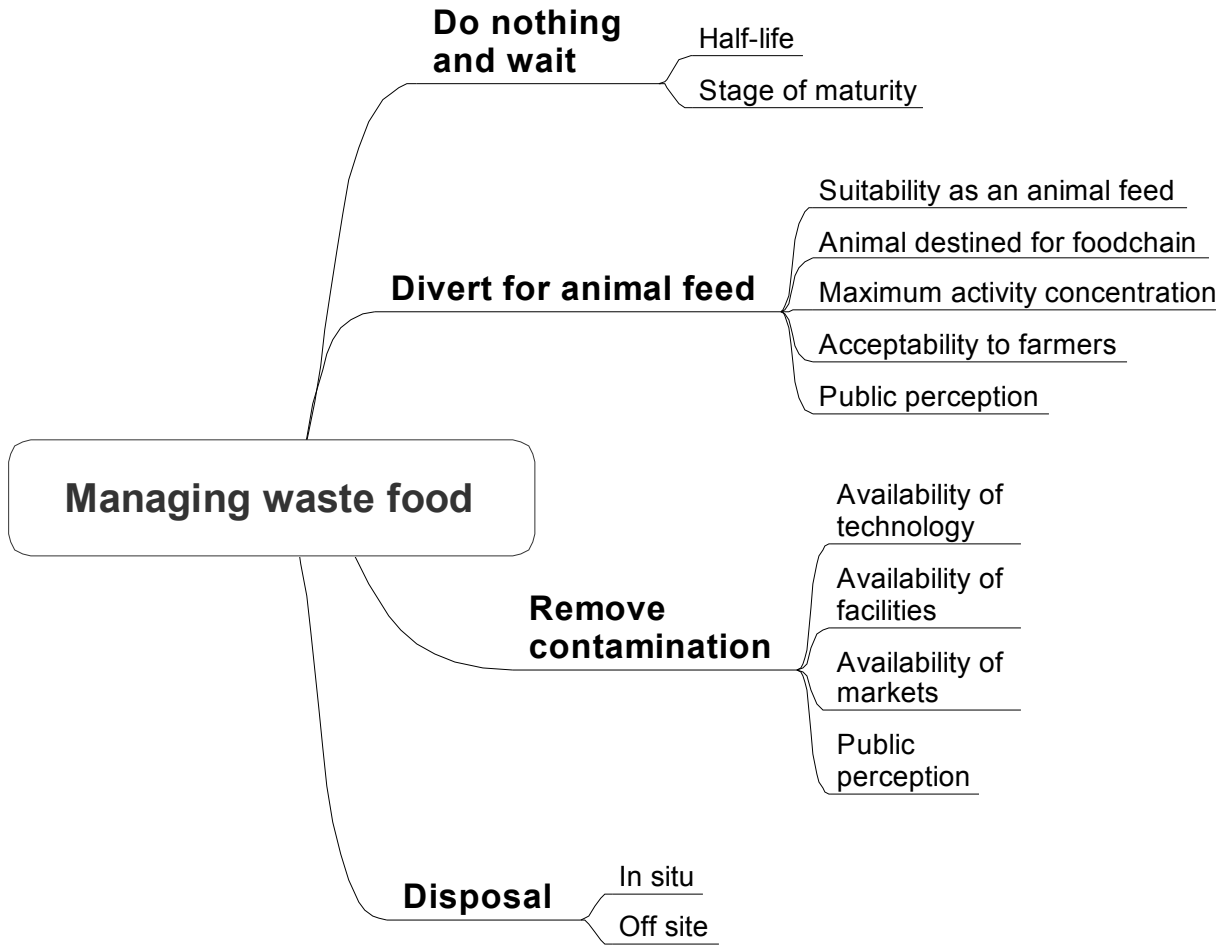 Do nothing
and wait
Half-life
Stage of maturity
Suitability as an animal feed
Animal destined for foodchain
Divert for animal feed
Maximum activity concentration
Acceptability to farmers
Public perception
Managing waste food
Availability of
technology
Availability of
facilities
Remove
contamination
Availability of
markets
Public
perception
Disposal
In situ
Off site